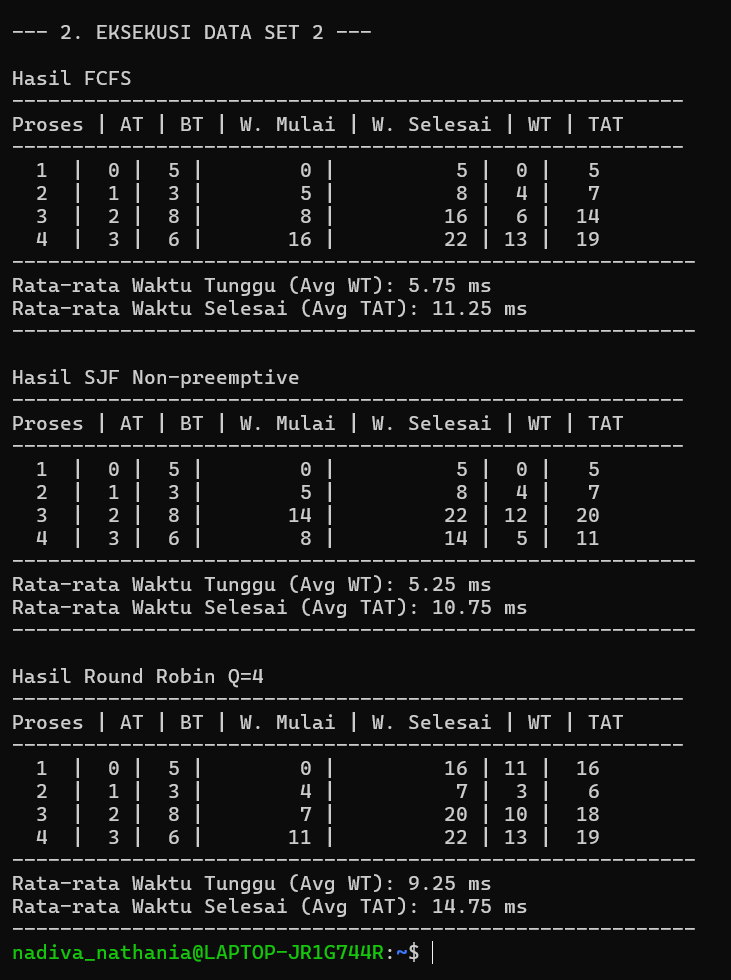 --- 2. EKSEKUSI DATA SET 2 ---
Hasil FCFS
--------------------------------------------------------
Proses | AT | BT | W. Mulai | W. Selesai | WT | TAT
--------------------------------------------------------
  1  |  0 |  5 |        0 |          5 |  0 |   5
  2  |  1 |  3 |        5 |          8 |  4 |   7
  3  |  2 |  8 |        8 |         16 |  6 |  14
  4  |  3 |  6 |       16 |         22 | 13 |  19
---------------------------------------------------------
Rata-rata Waktu Tunggu (Avg WT): 5.75 ms
Rata-rata Waktu Selesai (Avg TAT): 11.25 ms
---------------------------------------------------------
Hasil SJF Non-preemptive
--------------------------------------------------------
Proses | AT | BT | W. Mulai | W. Selesai | WT | TAT
--------------------------------------------------------
  1  |  0 |  5 |        0 |          5 |  0 |   5
  2  |  1 |  3 |        5 |          8 |  4 |   7
  3  |  2 |  8 |       14 |         22 | 12 |  20
  4  |  3 |  6 |        8 |         14 |  5 |  11
---------------------------------------------------------
Rata-rata Waktu Tunggu (Avg WT): 5.25 ms
Rata-rata Waktu Selesai (Avg TAT): 10.75 ms
---------------------------------------------------------
Hasil Round Robin Q=4
--------------------------------------------------------
Proses | AT | BT | W. Mulai | W. Selesai | WT | TAT
--------------------------------------------------------
  1  |  0 |  5 |        0 |         16 | 11 |  16
  2  |  1 |  3 |        4 |          7 |  3 |   6
  3  |  2 |  8 |        7 |         20 | 10 |  18
  4  |  3 |  6 |       11 |         22 | 13 |  19
---------------------------------------------------------
Rata-rata Waktu Tunggu (Avg WT): 9.25 ms
Rata-rata Waktu Selesai (Avg TAT): 14.75 ms
---------------------------------------------------------
nadiva_nathania@LAPTOP-JR1G744R:~$